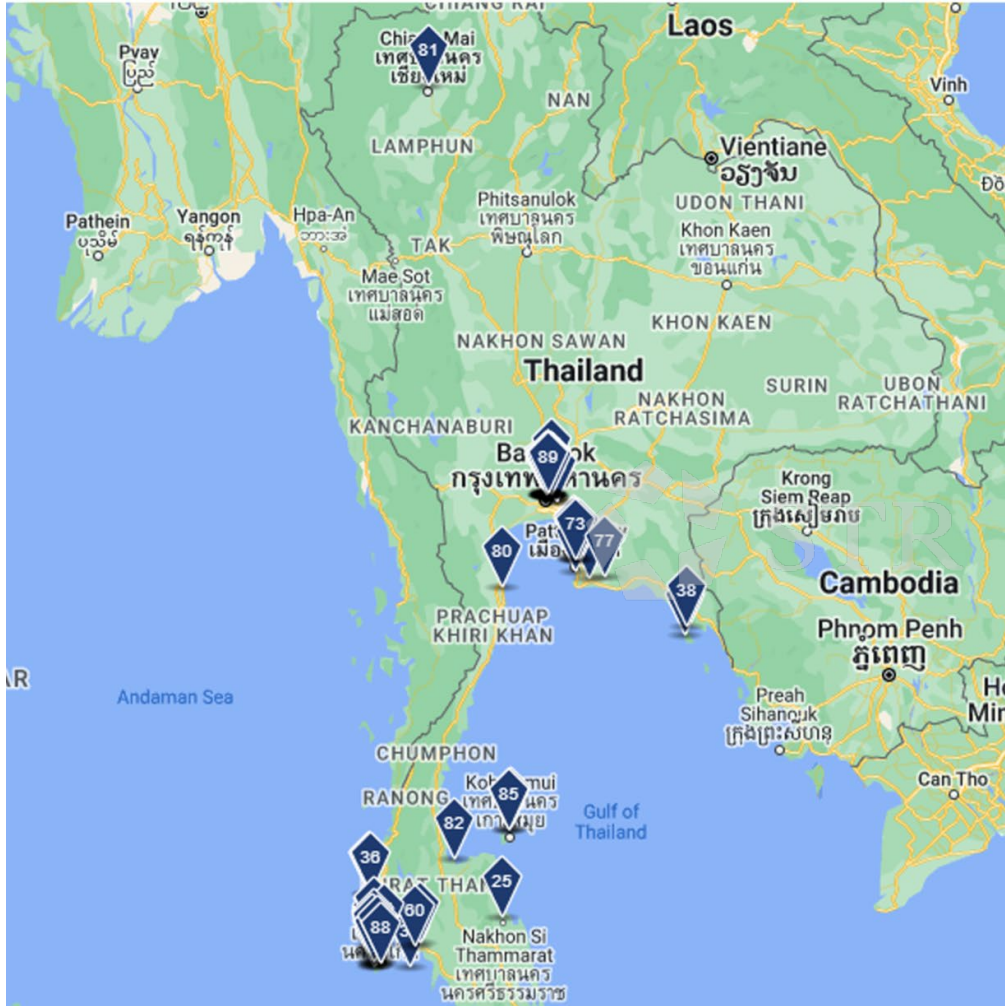 Laos
81
Pyay
ပြည်
Vinh
NAN
LAMPHUN
Vientiane
ວຽງຈັນ
UDON THANI
Phitsanulok
เทศบาลนคร
พิษณุโลก
Pathein
ပုသိမ်
Yangon
ရန်ကုန်
Hpa-An
ဘားအံ
Khon Kaen
เทศบาลนคร
ขอนแก่น
TAK
Mae Sot
เทศบาลนคร
แม่สอด
KHON KAEN
NAKHON SAWAN
Thailand
SURIN
UBON
RATCHATHANI
NAKHON
RATCHASIMA
KANCHANABURI
89
Krong
Siem Reap
ក្រុងសៀមរាប
STR
73
77
80
38
Cambodia
PRACHUAP
KHIRI KHAN
Phnom Penh
ភ្នំពេញ
Andaman Sea
Preah
Sihanouk
ក្រុងព្រះសីហនុ
CHUMPHON
Can Tho
RANONG
85
82
Gulf of
Thailand
36
25
60
88
Nakhon Si
Thammarat
เทศบาลนคร
นครศรีธรรมราช